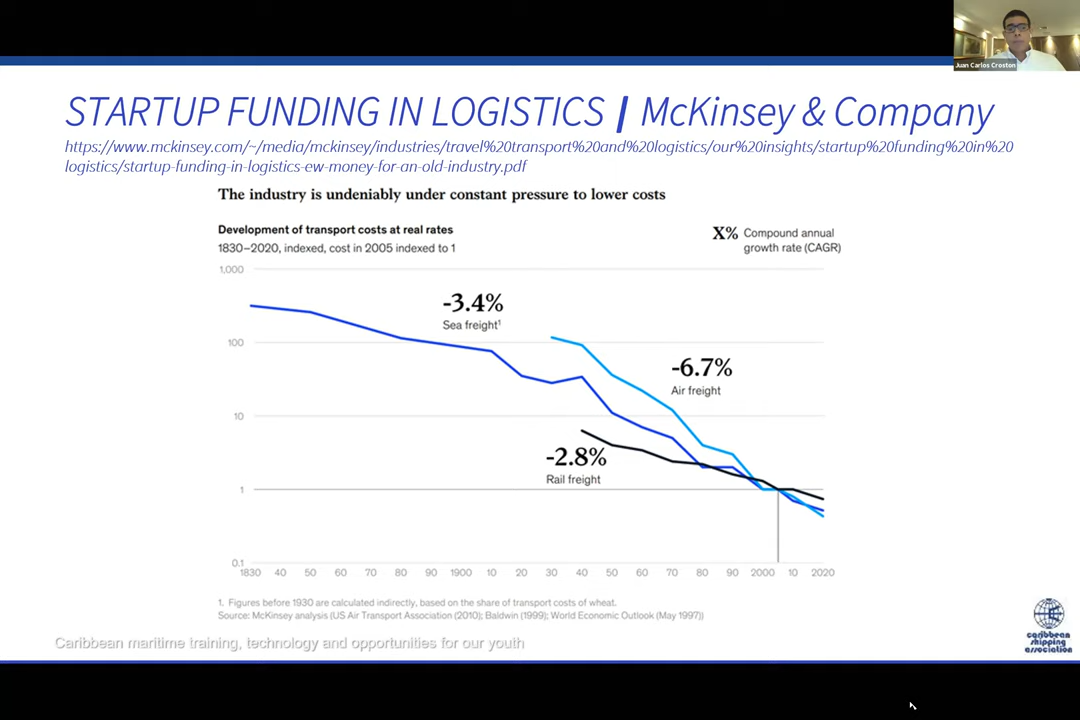 Juan Carlos Croston
STARTUP FUNDING IN LOGISTICS | McKinsey & Company
https://www.mckinsey.com/~/media/mckinsey/industries/travel%20transport%20and%20logistics/our%20insights/startup%20funding%20in%20
logistics/startup-funding-in-logistics-ew-money-for-an-old-industry.pdf
The industry is undeniably under constant pressure to lower costs
Development of transport costs at real rates
1830–2020, indexed, cost in 2005 indexed to 1
X% Compound annual
growth rate (CAGR)
1,000
-3.4%
Sea freight¹
100
-6.7%
Air freight
10
-2.8%
Rail freight
1
0.1
1830 40 50 60 70 80 90 1900 10 20 30 40 50 60 70 80 90 2000 10 2020
1. Figures before 1930 are calculated indirectly, based on the share of transport costs of wheat.
Source: McKinsey analysis (US Air Transport Association (2010); Baldwin (1999); World Economic Outlook (May 1997))
Caribbean maritime training, technology and opportunities for our youth
caribbean
shipping
association